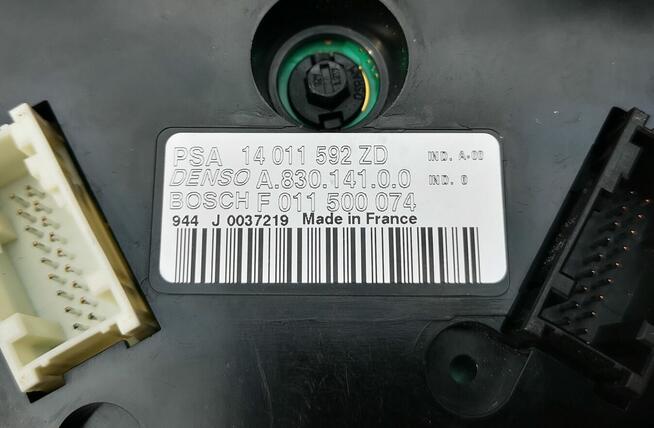 PSA 14 011 592 ZD IND. A-00
DENSO A.830.141.0.0 IND. 6
BOSCH F 011 500 074
944 J 0037219 Made in France